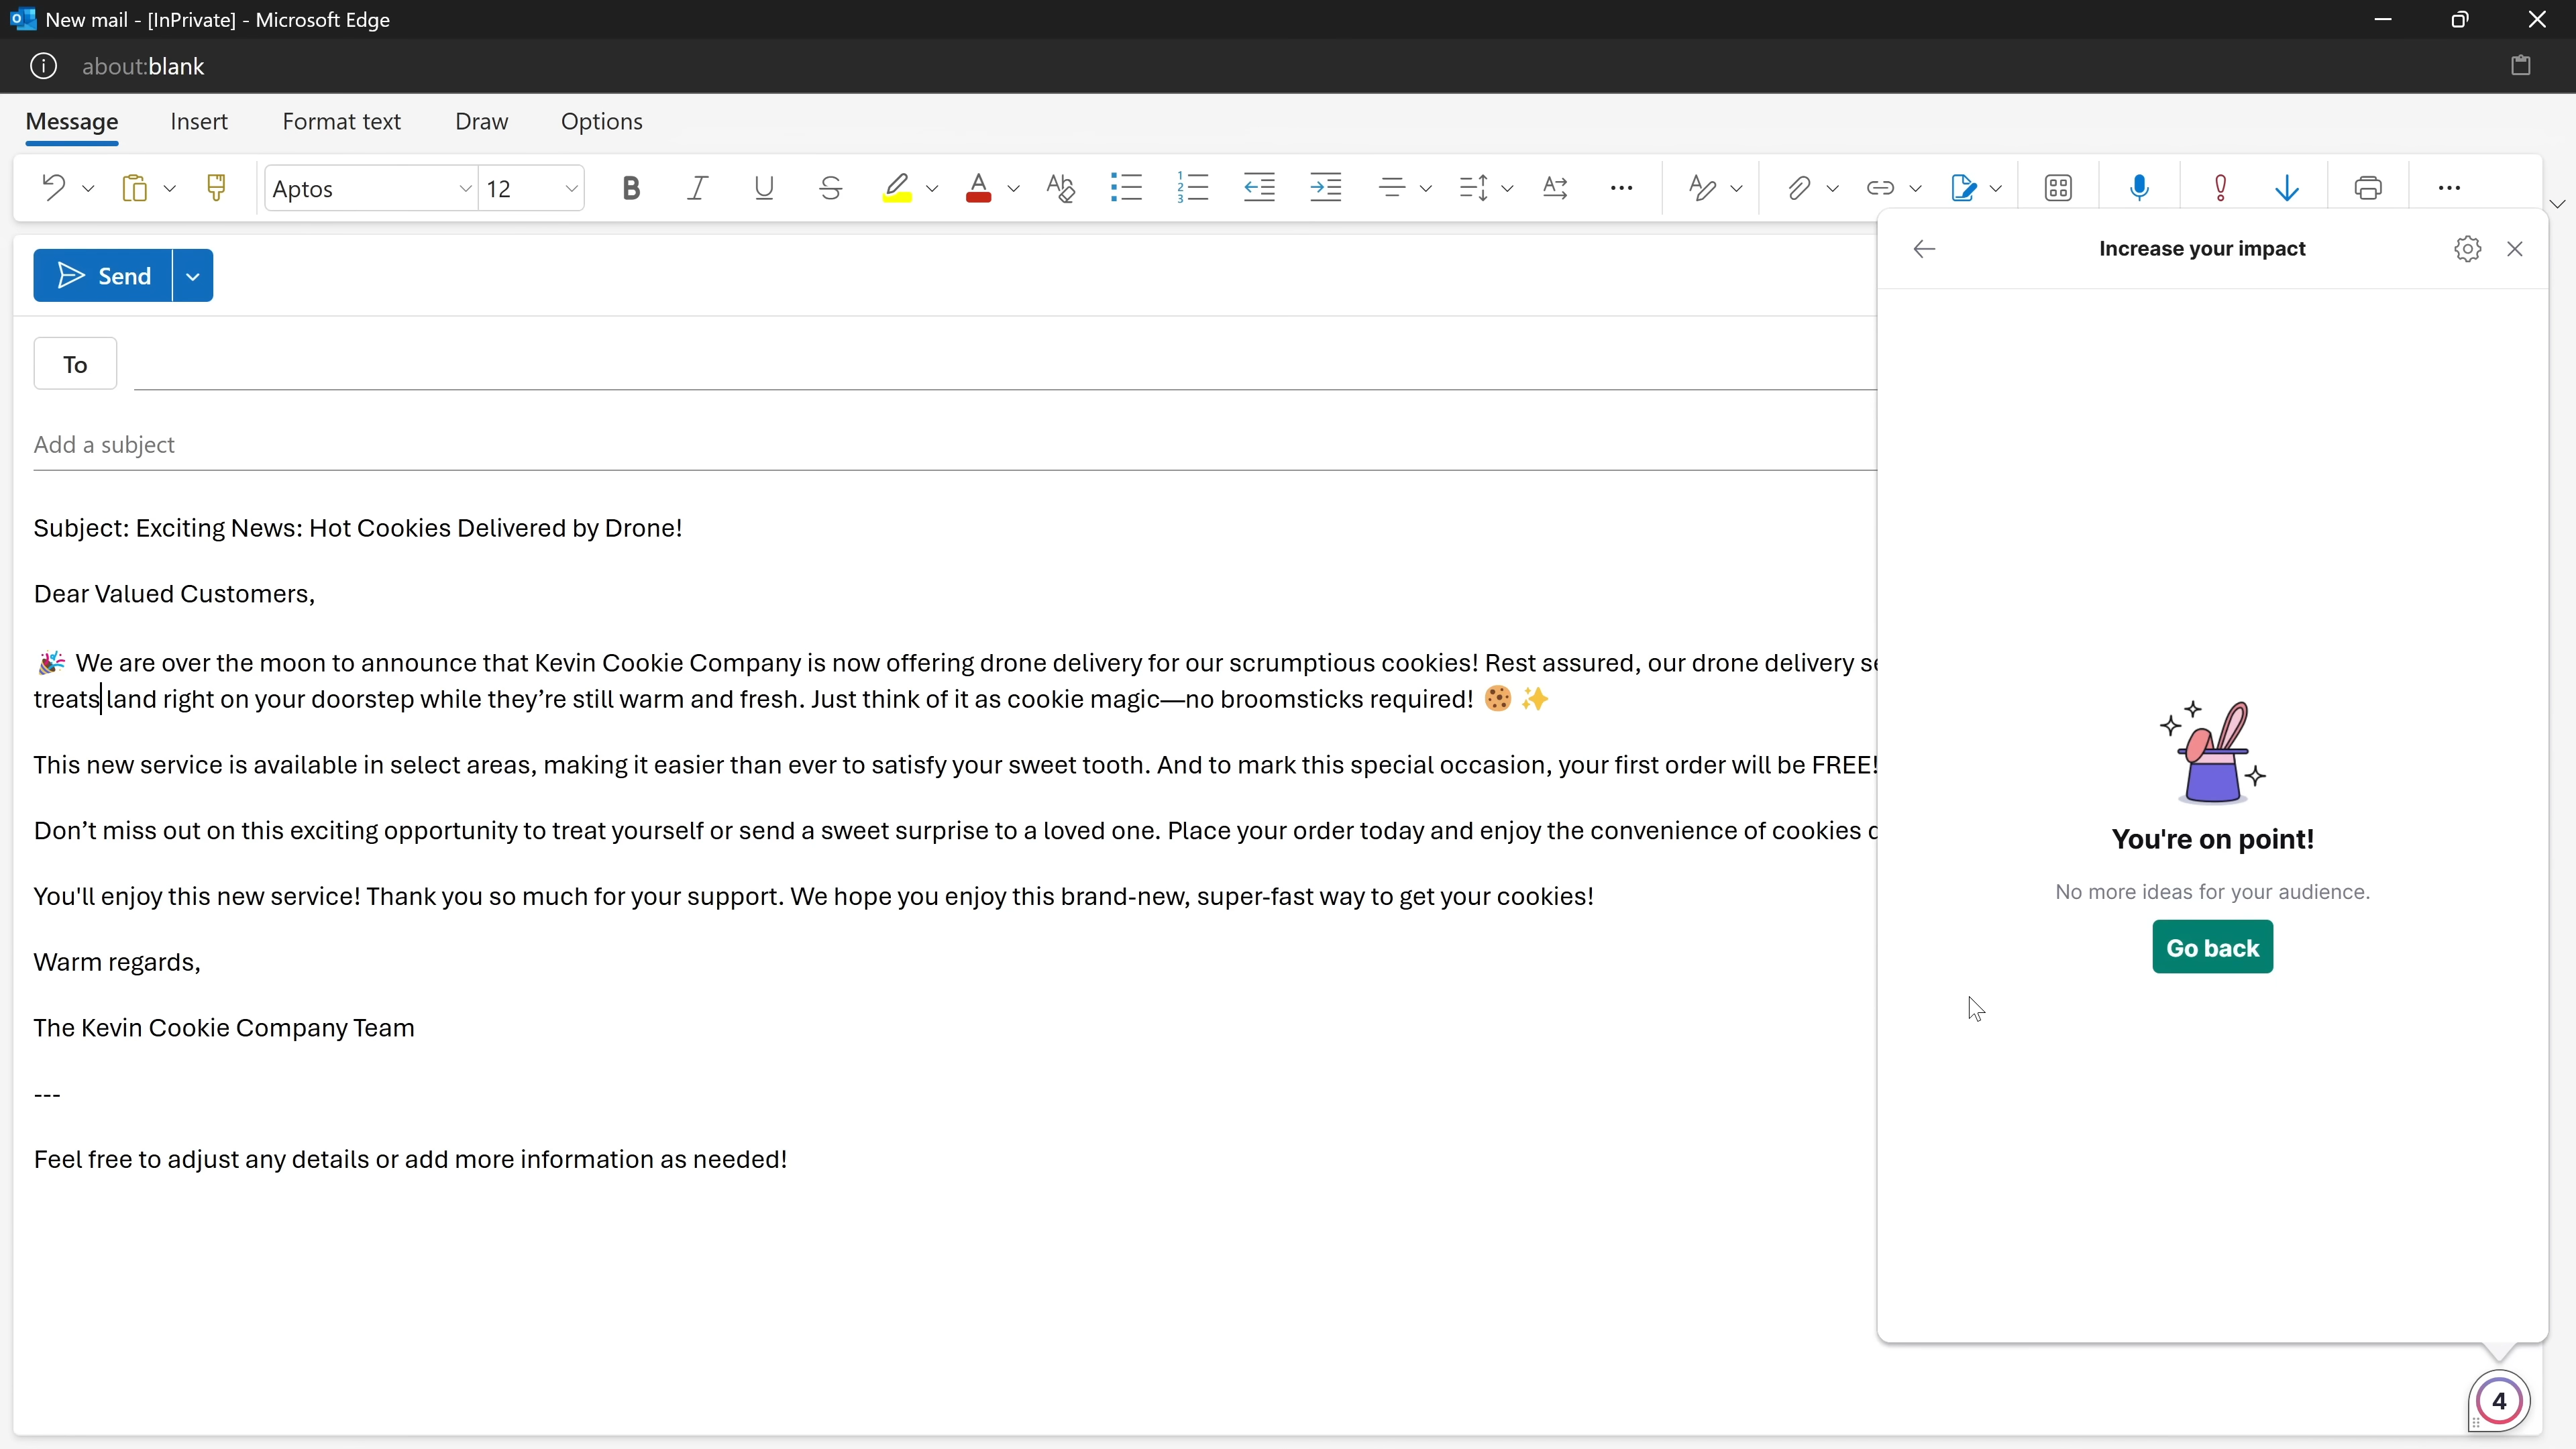 New mail - [InPrivate] - Microsoft Edge
about:blank
Message Insert Format text Draw Options
Aptos 12
Send
Increase your impact
To
Add a subject
Subject: Exciting News: Hot Cookies Delivered by Drone!
Dear Valued Customers,
🎉 We are over the moon to announce that Kevin Cookie Company is now offering drone delivery for our scrumptious cookies! Rest assured, our drone delivery
treats land right on your doorstep while they’re still warm and fresh. Just think of it as cookie magic—no broomsticks required! 🍪 ✨
This new service is available in select areas, making it easier than ever to satisfy your sweet tooth. And to mark this special occasion, your first order will be FREE!
Don’t miss out on this exciting opportunity to treat yourself or send a sweet surprise to a loved one. Place your order today and enjoy the convenience of cookies
You'll enjoy this new service! Thank you so much for your support. We hope you enjoy this brand-new, super-fast way to get your cookies!
Warm regards,
The Kevin Cookie Company Team
---
Feel free to adjust any details or add more information as needed!
You're on point!
No more ideas for your audience.
Go back
4